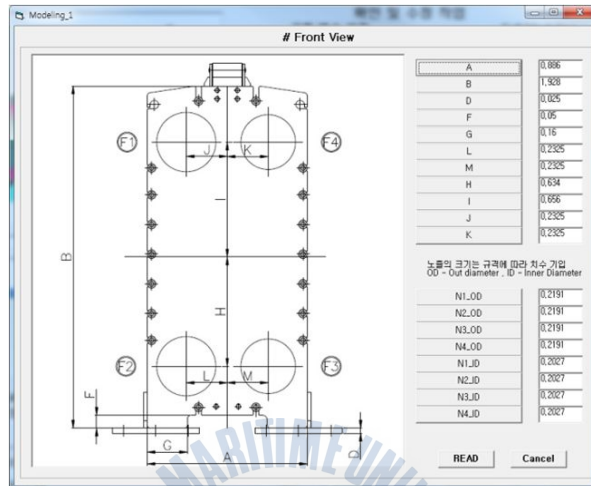 Modeling_1
# Front View
A 0,886
B 1,928
D 0,025
F 0,05
G 0,16
L 0,2325
M 0,2325
H 0,634
I 0,656
J 0,2325
K 0,2325
노즐의 크기는 규격에 따라 치수 기입
OD - Out diameter , ID - Inner Diameter
N1_OD 0,2191
N2_OD 0,2191
N3_OD 0,2191
N4_OD 0,2191
N1_ID 0,2027
N2_ID 0,2027
N3_ID 0,2027
N4_ID 0,2027
READ Cancel
F1 J K F4
I
B
H
F2 L M F3
F
G D
A
MARITIME UNI